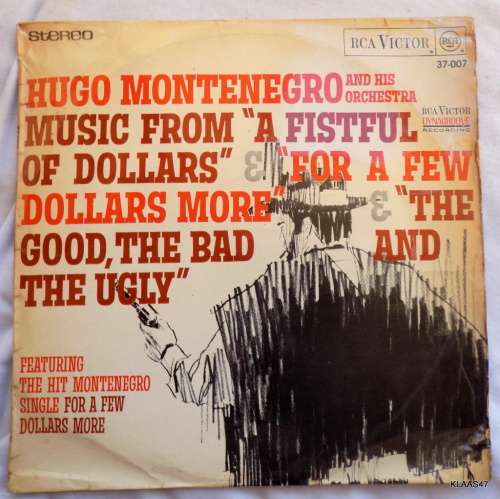 STEREO
RCA VICTOR RCA
37-007
HUGO MONTENEGRO AND HIS ORCHESTRA
RCA VICTOR
DYNAGROOVE
RECORDING
MUSIC FROM "A FISTFUL
OF DOLLARS" & "FOR A FEW
DOLLARS MORE" & "THE
GOOD, THE BAD AND
THE UGLY"
FEATURING
THE HIT MONTENEGRO
SINGLE FOR A FEW
DOLLARS MORE
KLAAS47